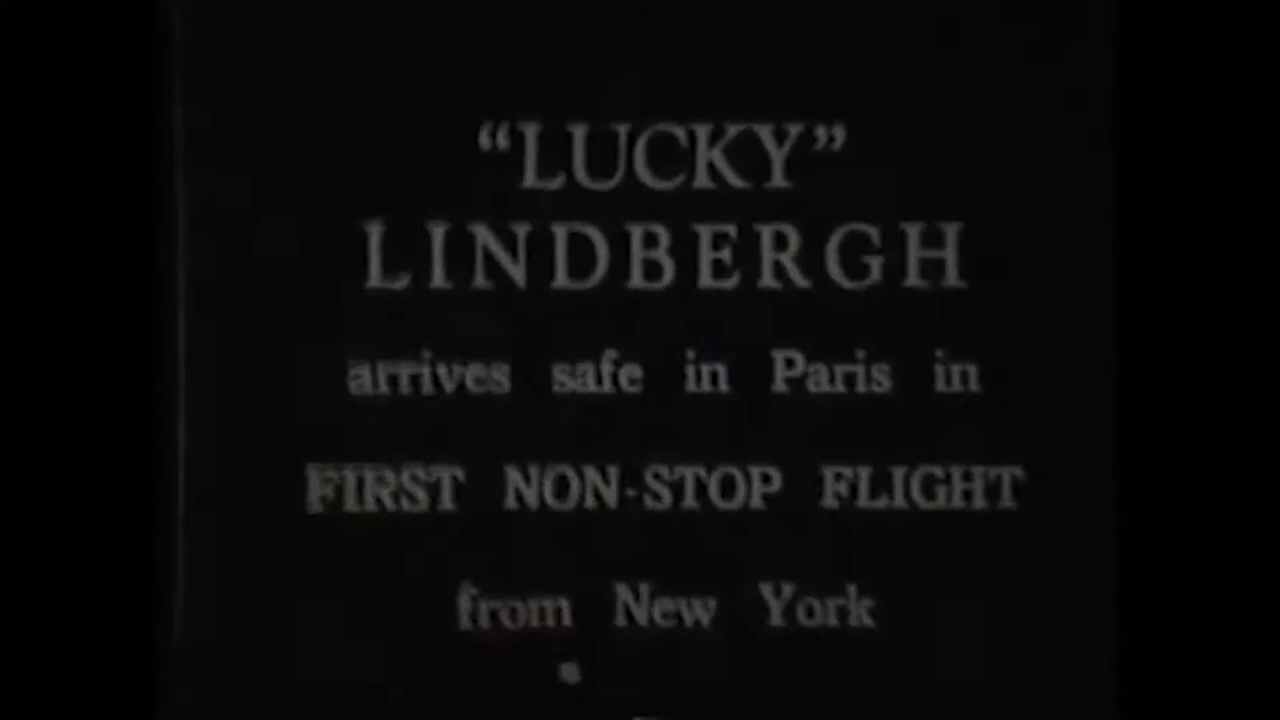 “LUCKY”
LINDBERGH
arrives safe in Paris in
FIRST NON-STOP FLIGHT
from New York